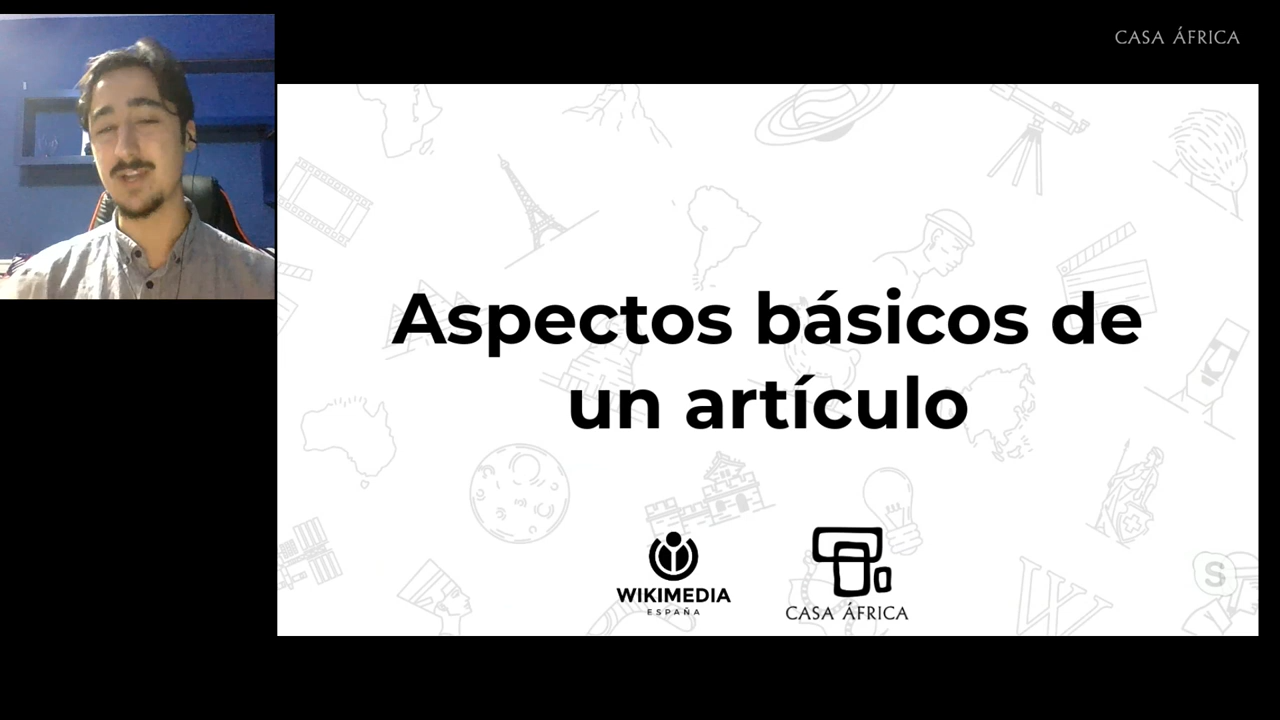 CASA ÁFRICA
Aspectos básicos de
un artículo
WIKIMEDIA
ESPAÑA
CASA ÁFRICA
W
S